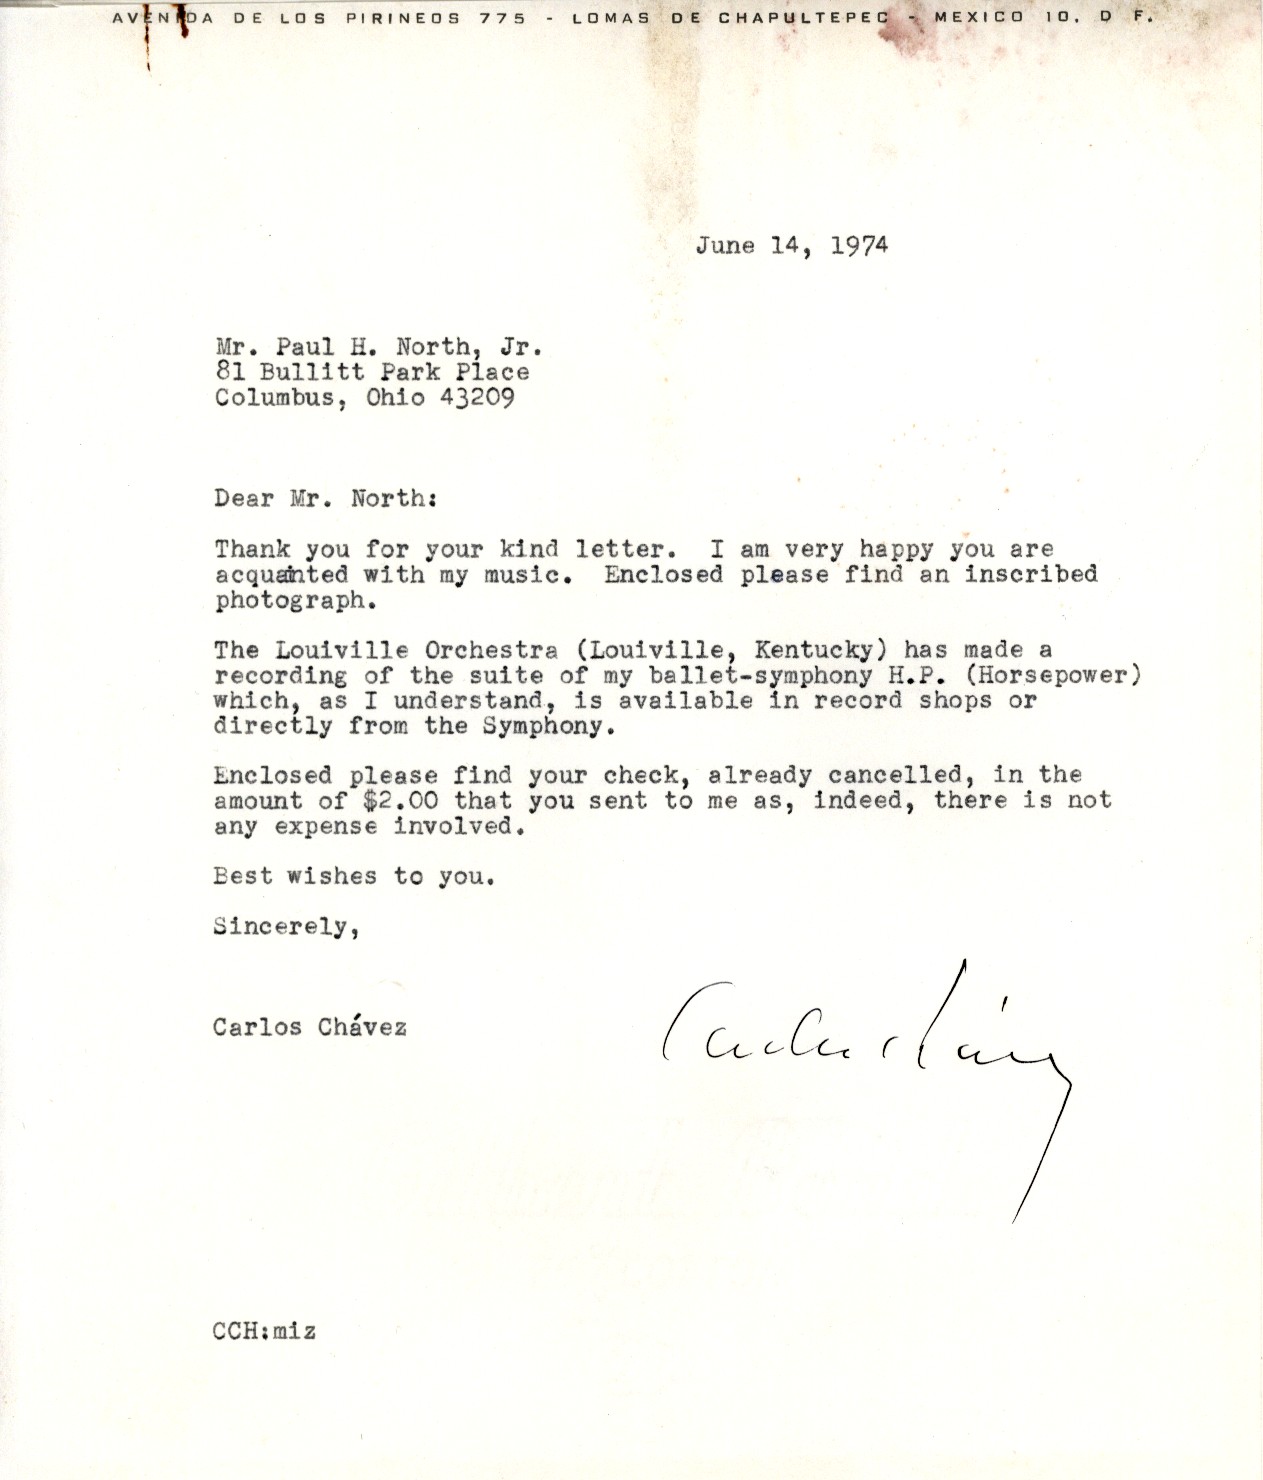 AVENIDA DE LOS PIRINEOS 775 - LOMAS DE CHAPULTEPEC - MEXICO 10, D F.
June 14, 1974
Mr. Paul H. North, Jr.
81 Bullitt Park Place
Columbus, Ohio 43209
Dear Mr. North:
Thank you for your kind letter.  I am very happy you are
acquainted with my music.  Enclosed please find an inscribed
photograph.
The Louiville Orchestra (Louiville, Kentucky) has made a
recording of the suite of my ballet-symphony H.P. (Horsepower)
which, as I understand, is available in record shops or
directly from the Symphony.
Enclosed please find your check, already cancelled, in the
amount of $2.00 that you sent to me as, indeed, there is not
any expense involved.
Best wishes to you.
Sincerely,
Carlos Chávez
Carlos Chávez
CCH:miz